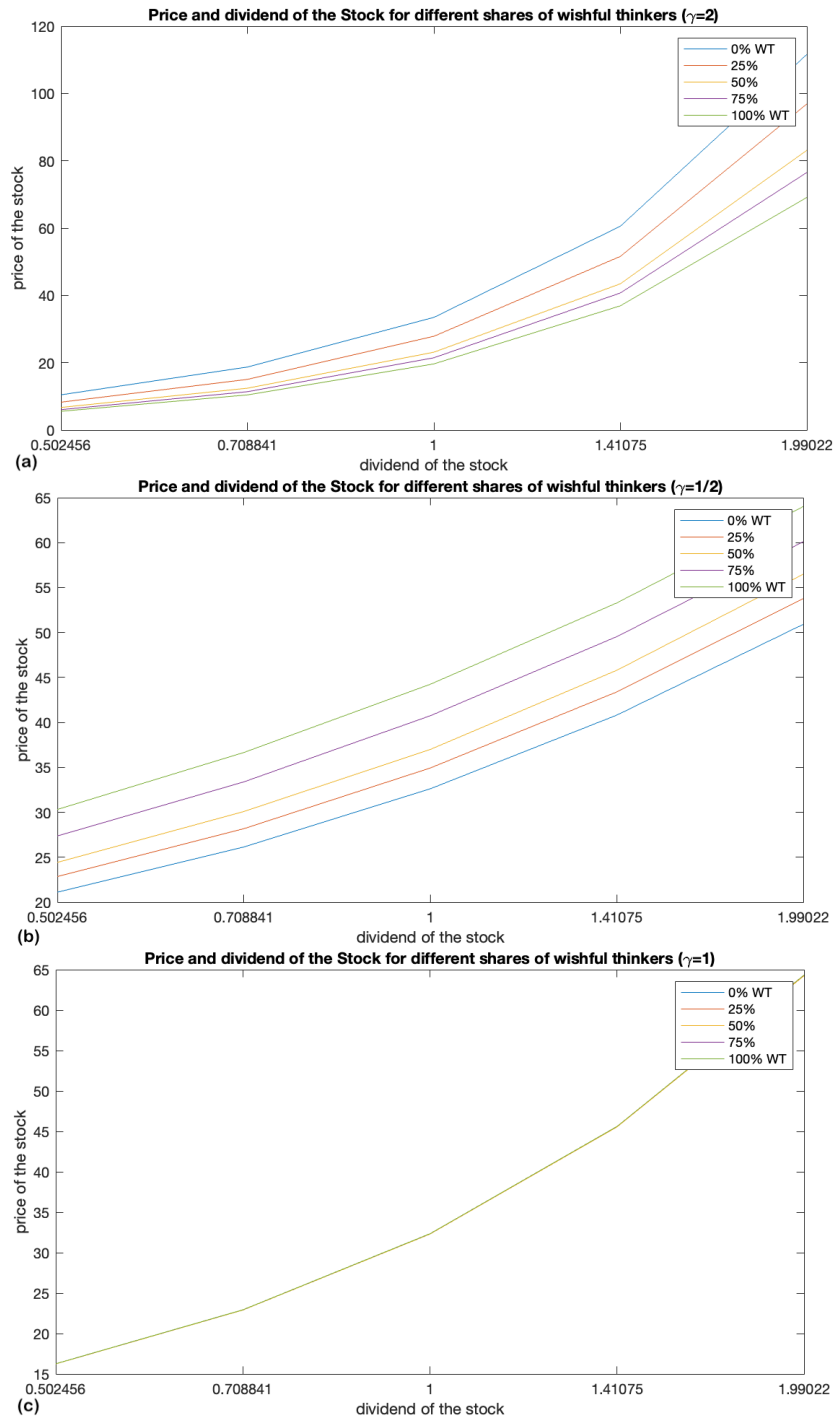 Price and dividend of the Stock for different shares of wishful thinkers (γ=2)
120
100
80
60
40
20
0
price of the stock
0% WT
25%
50%
75%
100% WT
0.502456 0.708841 1 1.41075 1.99022
(a) dividend of the stock
Price and dividend of the Stock for different shares of wishful thinkers (γ=1/2)
65
60
55
50
45
40
35
30
25
20
price of the stock
0% WT
25%
50%
75%
100% WT
0.502456 0.708841 1 1.41075 1.99022
(b) dividend of the stock
Price and dividend of the Stock for different shares of wishful thinkers (γ=1)
65
60
55
50
45
40
35
30
25
20
15
price of the stock
0% WT
25%
50%
75%
100% WT
0.502456 0.708841 1 1.41075 1.99022
(c) dividend of the stock